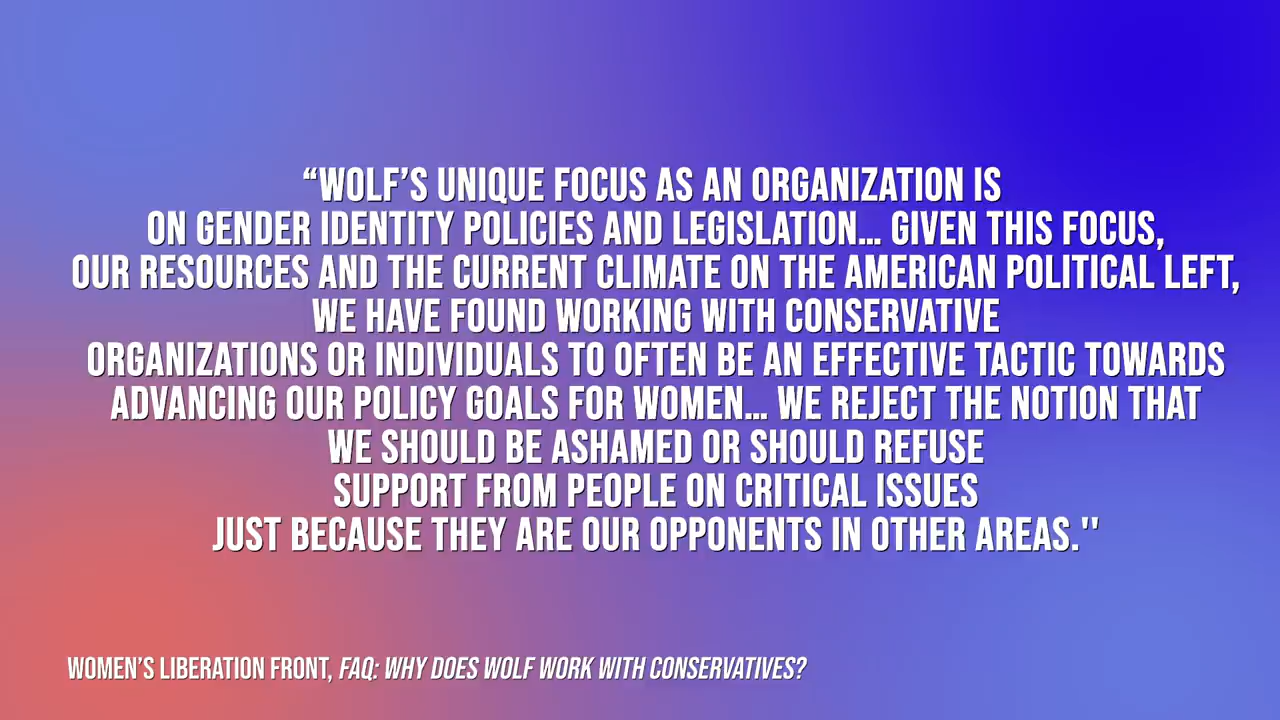 “WOLF’S UNIQUE FOCUS AS AN ORGANIZATION IS
ON GENDER IDENTITY POLICIES AND LEGISLATION... GIVEN THIS FOCUS,
OUR RESOURCES AND THE CURRENT CLIMATE ON THE AMERICAN POLITICAL LEFT,
WE HAVE FOUND WORKING WITH CONSERVATIVE
ORGANIZATIONS OR INDIVIDUALS TO OFTEN BE AN EFFECTIVE TACTIC TOWARDS
ADVANCING OUR POLICY GOALS FOR WOMEN... WE REJECT THE NOTION THAT
WE SHOULD BE ASHAMED OR SHOULD REFUSE
SUPPORT FROM PEOPLE ON CRITICAL ISSUES
JUST BECAUSE THEY ARE OUR OPPONENTS IN OTHER AREAS."
WOMEN’S LIBERATION FRONT, FAQ: WHY DOES WOLF WORK WITH CONSERVATIVES?